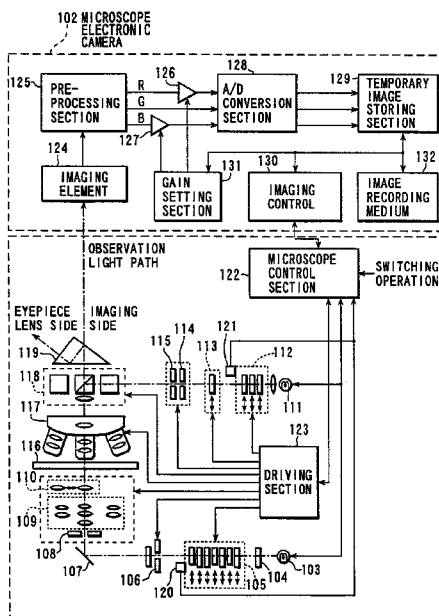 102 MICROSCOPE
ELECTRONIC
CAMERA
125
PRE-
PROCESSING
SECTION
R
G
B
126
127
128
A/D
CONVERSION
SECTION
129
TEMPORARY
IMAGE
STORING
SECTION
124
IMAGING
ELEMENT
GAIN
SETTING
SECTION
131
130
IMAGING
CONTROL
132
IMAGE
RECORDING
MEDIUM
OBSERVATION
LIGHT PATH
122
MICROSCOPE
CONTROL
SECTION
SWITCHING
OPERATION
EYEPIECE
LENS SIDE
IMAGING
SIDE
119
115
114
113
121
112
118
111
117
116
123
DRIVING
SECTION
110
109
108
107
106
120
105
104
103